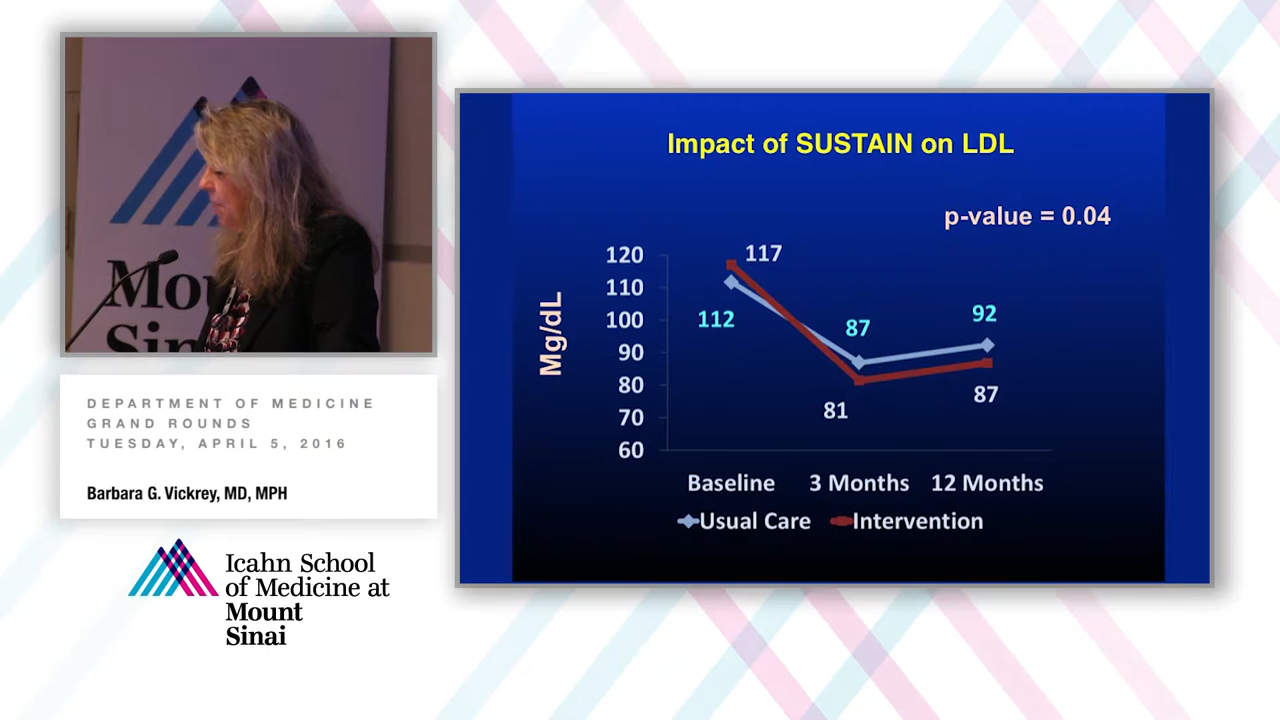 Mount
Sinai
DEPARTMENT OF MEDICINE
GRAND ROUNDS
TUESDAY, APRIL 5, 2016
Barbara G. Vickrey, MD, MPH
Icahn School
of Medicine at
Mount
Sinai
Impact of SUSTAIN on LDL
p-value = 0.04
Mg/dL
120
110
100
90
80
70
60
117
112
87
81
92
87
Baseline 3 Months 12 Months
Usual Care Intervention